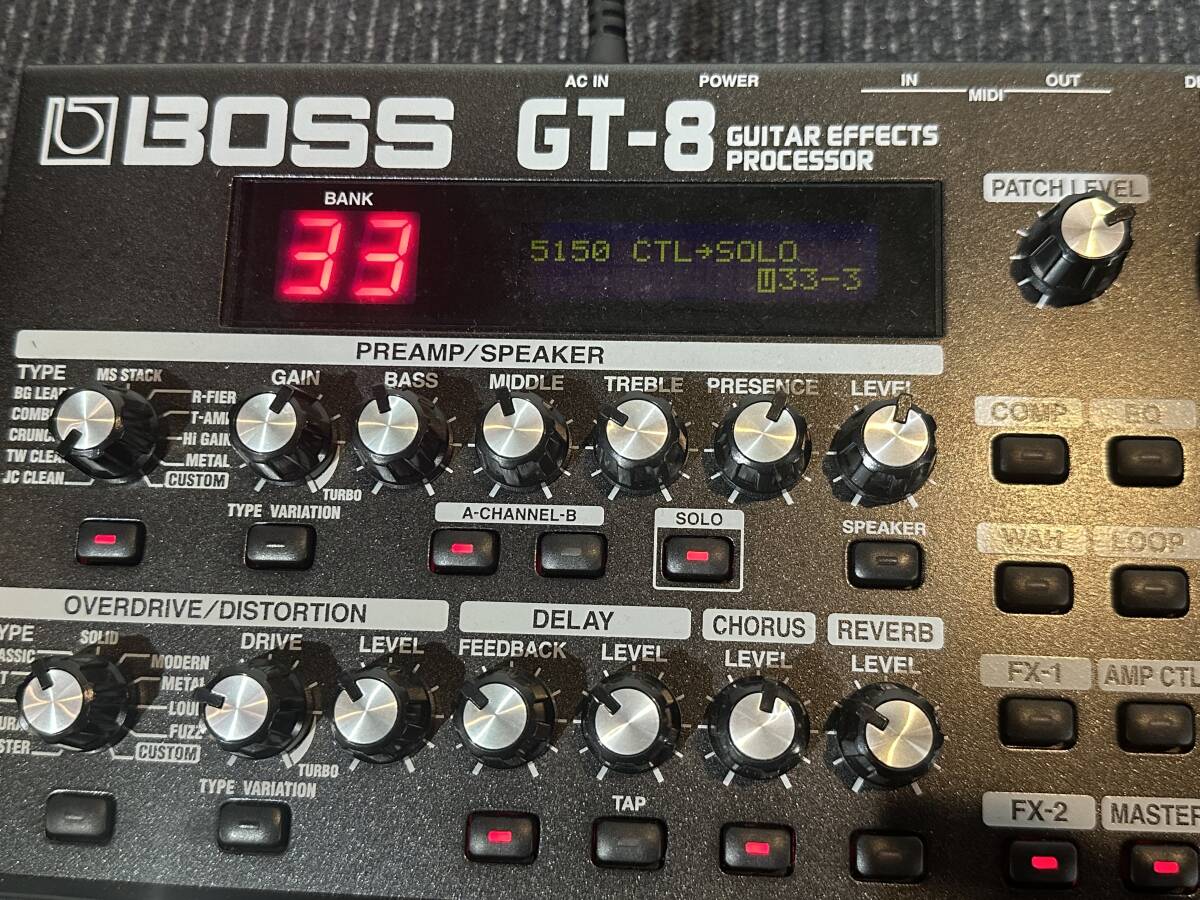 AC IN POWER IN OUT
MIDI
BOSS GT-8 GUITAR EFFECTS
PROCESSOR
BANK
33
5150 CTL→SOLO
U33-3
PATCH LEVEL
PREAMP/SPEAKER
TYPE MS STACK GAIN BASS MIDDLE TREBLE PRESENCE LEVEL
R-FIER
T-AMP
Hi GAIN
TW CLEAN METAL
JC CLEAN CUSTOM
TURBO
TYPE VARIATION
A-CHANNEL-B
SOLO
SPEAKER
COMP EQ
WAH LOOP
OVERDRIVE/DISTORTION DELAY CHORUS REVERB
SOLID DRIVE LEVEL FEEDBACK LEVEL LEVEL LEVEL
MODERN
METAL
LOUD
FUZZ
CUSTOM
TURBO
TYPE VARIATION
TAP
FX-1 AMP CTL
FX-2 MASTER